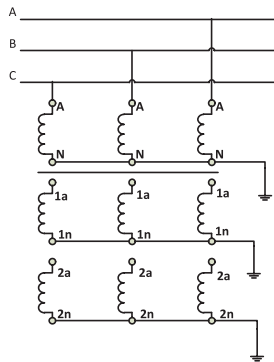 A
B
C
A A A
N N N
1a 1a 1a
1n 1n 1n
2a 2a 2a
2n 2n 2n